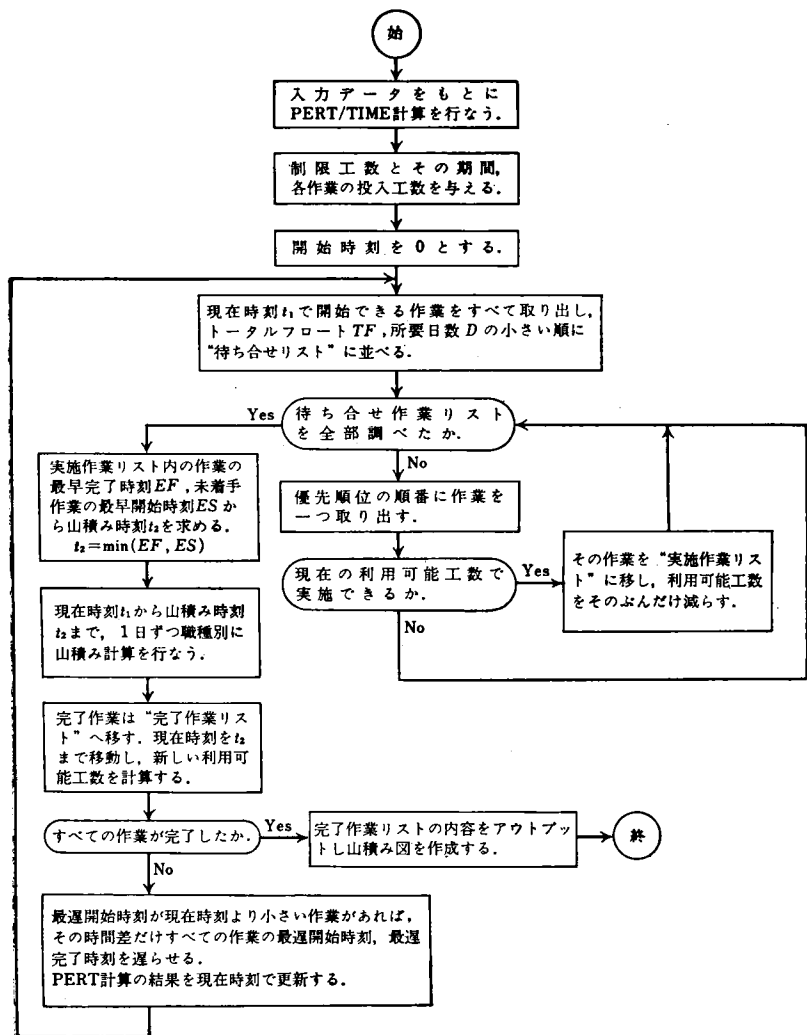 始
入力データをもとに
PERT/TIME計算を行なう.
制限工数とその期間,
各作業の投入工数を与える.
開始時刻を0とする.
現在時刻t₁で開始できる作業をすべて取り出し,
トータルフロートTF,所要日数Dの小さい順に
“待ち合せリスト”に並べる.
待ち合せ作業リスト
を全部調べたか.
Yes
No
実施作業リスト内の作業の
最早完了時刻EF,未着手
作業の最早開始時刻ESか
ら山積み時刻t₂を求める.
t₂=min(EF, ES)
優先順位の順番に作業を
一つ取り出す.
現在の利用可能工数で
実施できるか.
Yes
No
その作業を“実施作業リ
スト”に移し,利用可能工数
をそのぶんだけ減らす.
現在時刻t₁から山積み時刻
t₂まで,1日ずつ職種別に
山積み計算を行なう.
完了作業は“完了作業リス
ト”へ移す.現在時刻をt₂
まで移動し,新しい利用可
能工数を計算する.
すべての作業が完了したか.
Yes
No
完了作業リストの内容をアウトプッ
トし山積み図を作成する.
終
最遅開始時刻が現在時刻より小さい作業があれば,
その時間差だけすべての作業の最遅開始時刻,最遅
完了時刻を遅らせる.
PERT計算の結果を現在時刻で更新する.